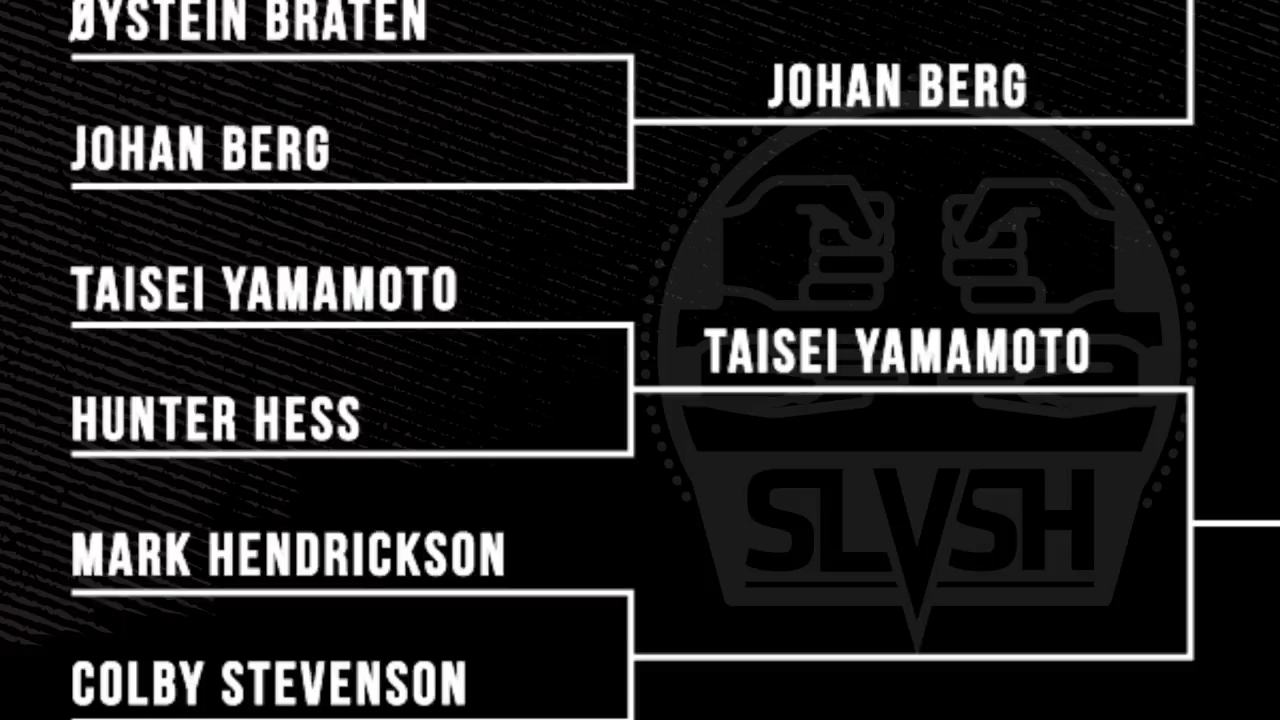 ØYSTEIN BRATEN
JOHAN BERG
JOHAN BERG
TAISEI YAMAMOTO
TAISEI YAMAMOTO
HUNTER HESS
MARK HENDRICKSON
COLBY STEVENSON
SLVSH